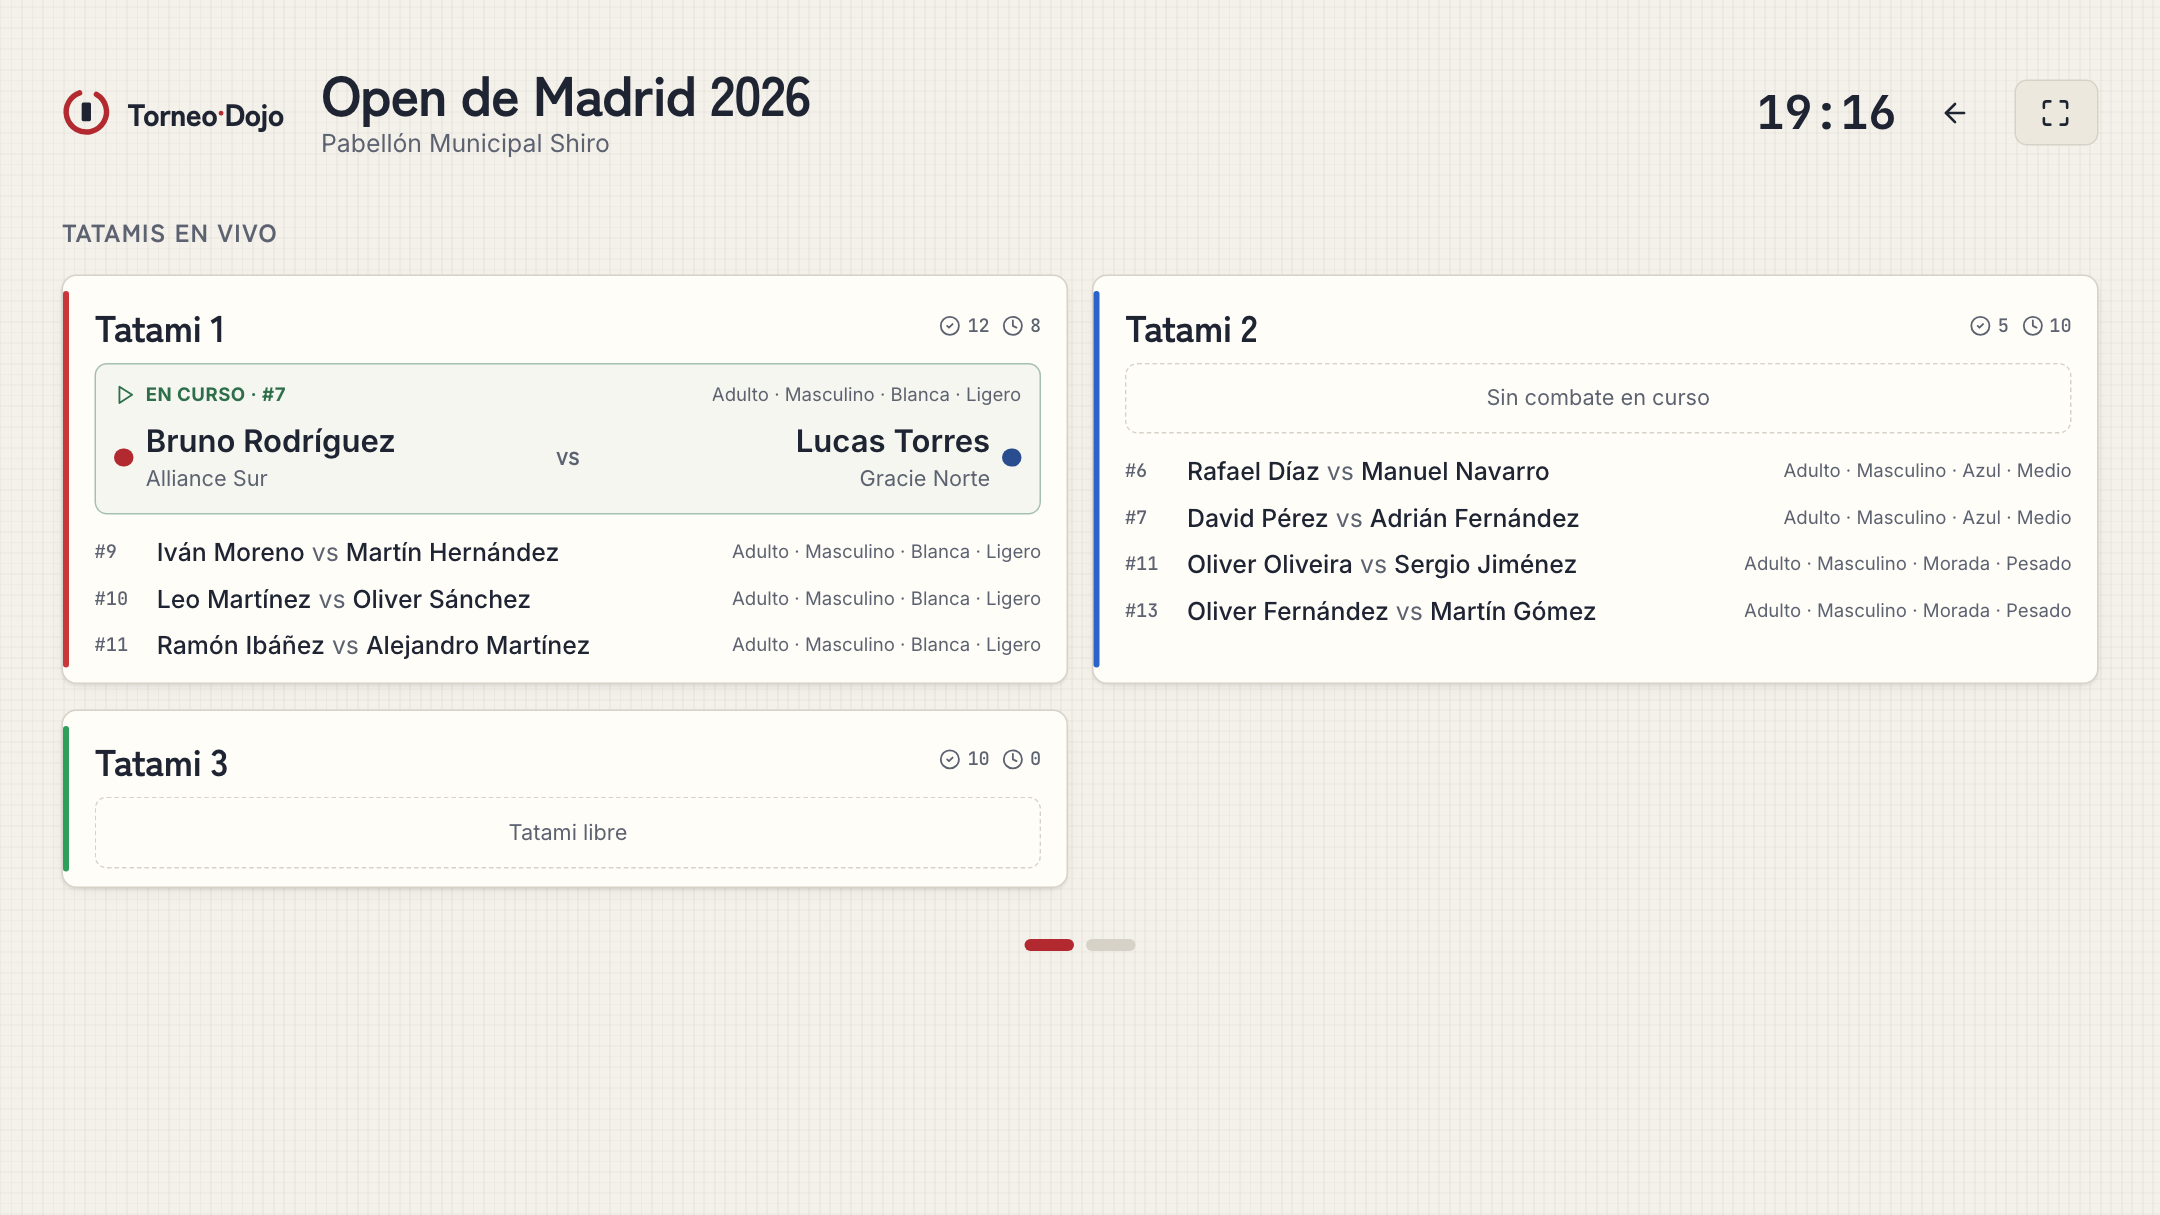 Torneo·Dojo
Open de Madrid 2026
Pabellón Municipal Shiro
19:16
TATAMIS EN VIVO
Tatami 1
12 8
EN CURSO · #7
Adulto · Masculino · Blanca · Ligero
Bruno Rodríguez
Alliance Sur
VS
Lucas Torres
Gracie Norte
#9 Iván Moreno vs Martín Hernández Adulto · Masculino · Blanca · Ligero
#10 Leo Martínez vs Oliver Sánchez Adulto · Masculino · Blanca · Ligero
#11 Ramón Ibáñez vs Alejandro Martínez Adulto · Masculino · Blanca · Ligero
Tatami 2
5 10
Sin combate en curso
#6 Rafael Díaz vs Manuel Navarro Adulto · Masculino · Azul · Medio
#7 David Pérez vs Adrián Fernández Adulto · Masculino · Azul · Medio
#11 Oliver Oliveira vs Sergio Jiménez Adulto · Masculino · Morada · Pesado
#13 Oliver Fernández vs Martín Gómez Adulto · Masculino · Morada · Pesado
Tatami 3
10 0
Tatami libre